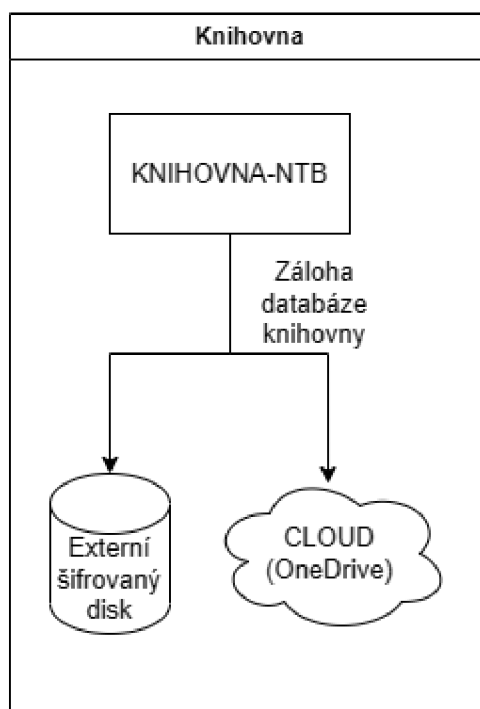 Knihovna
KNIHOVNA-NTB
Záloha
databáze
knihovny
Externí
šifrovaný
disk
CLOUD
(OneDrive)